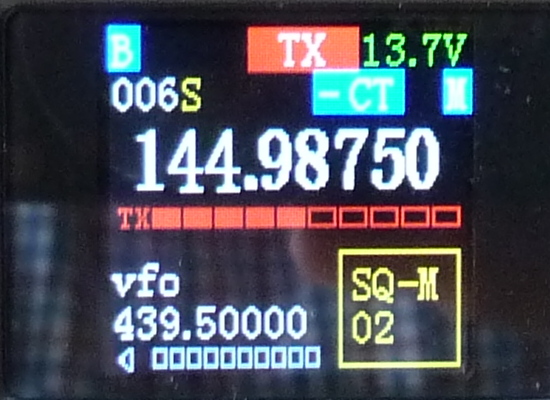 B TX 13.7V
006S -CT M
144.98750
TX
vfo SQ-M
439.50000 02